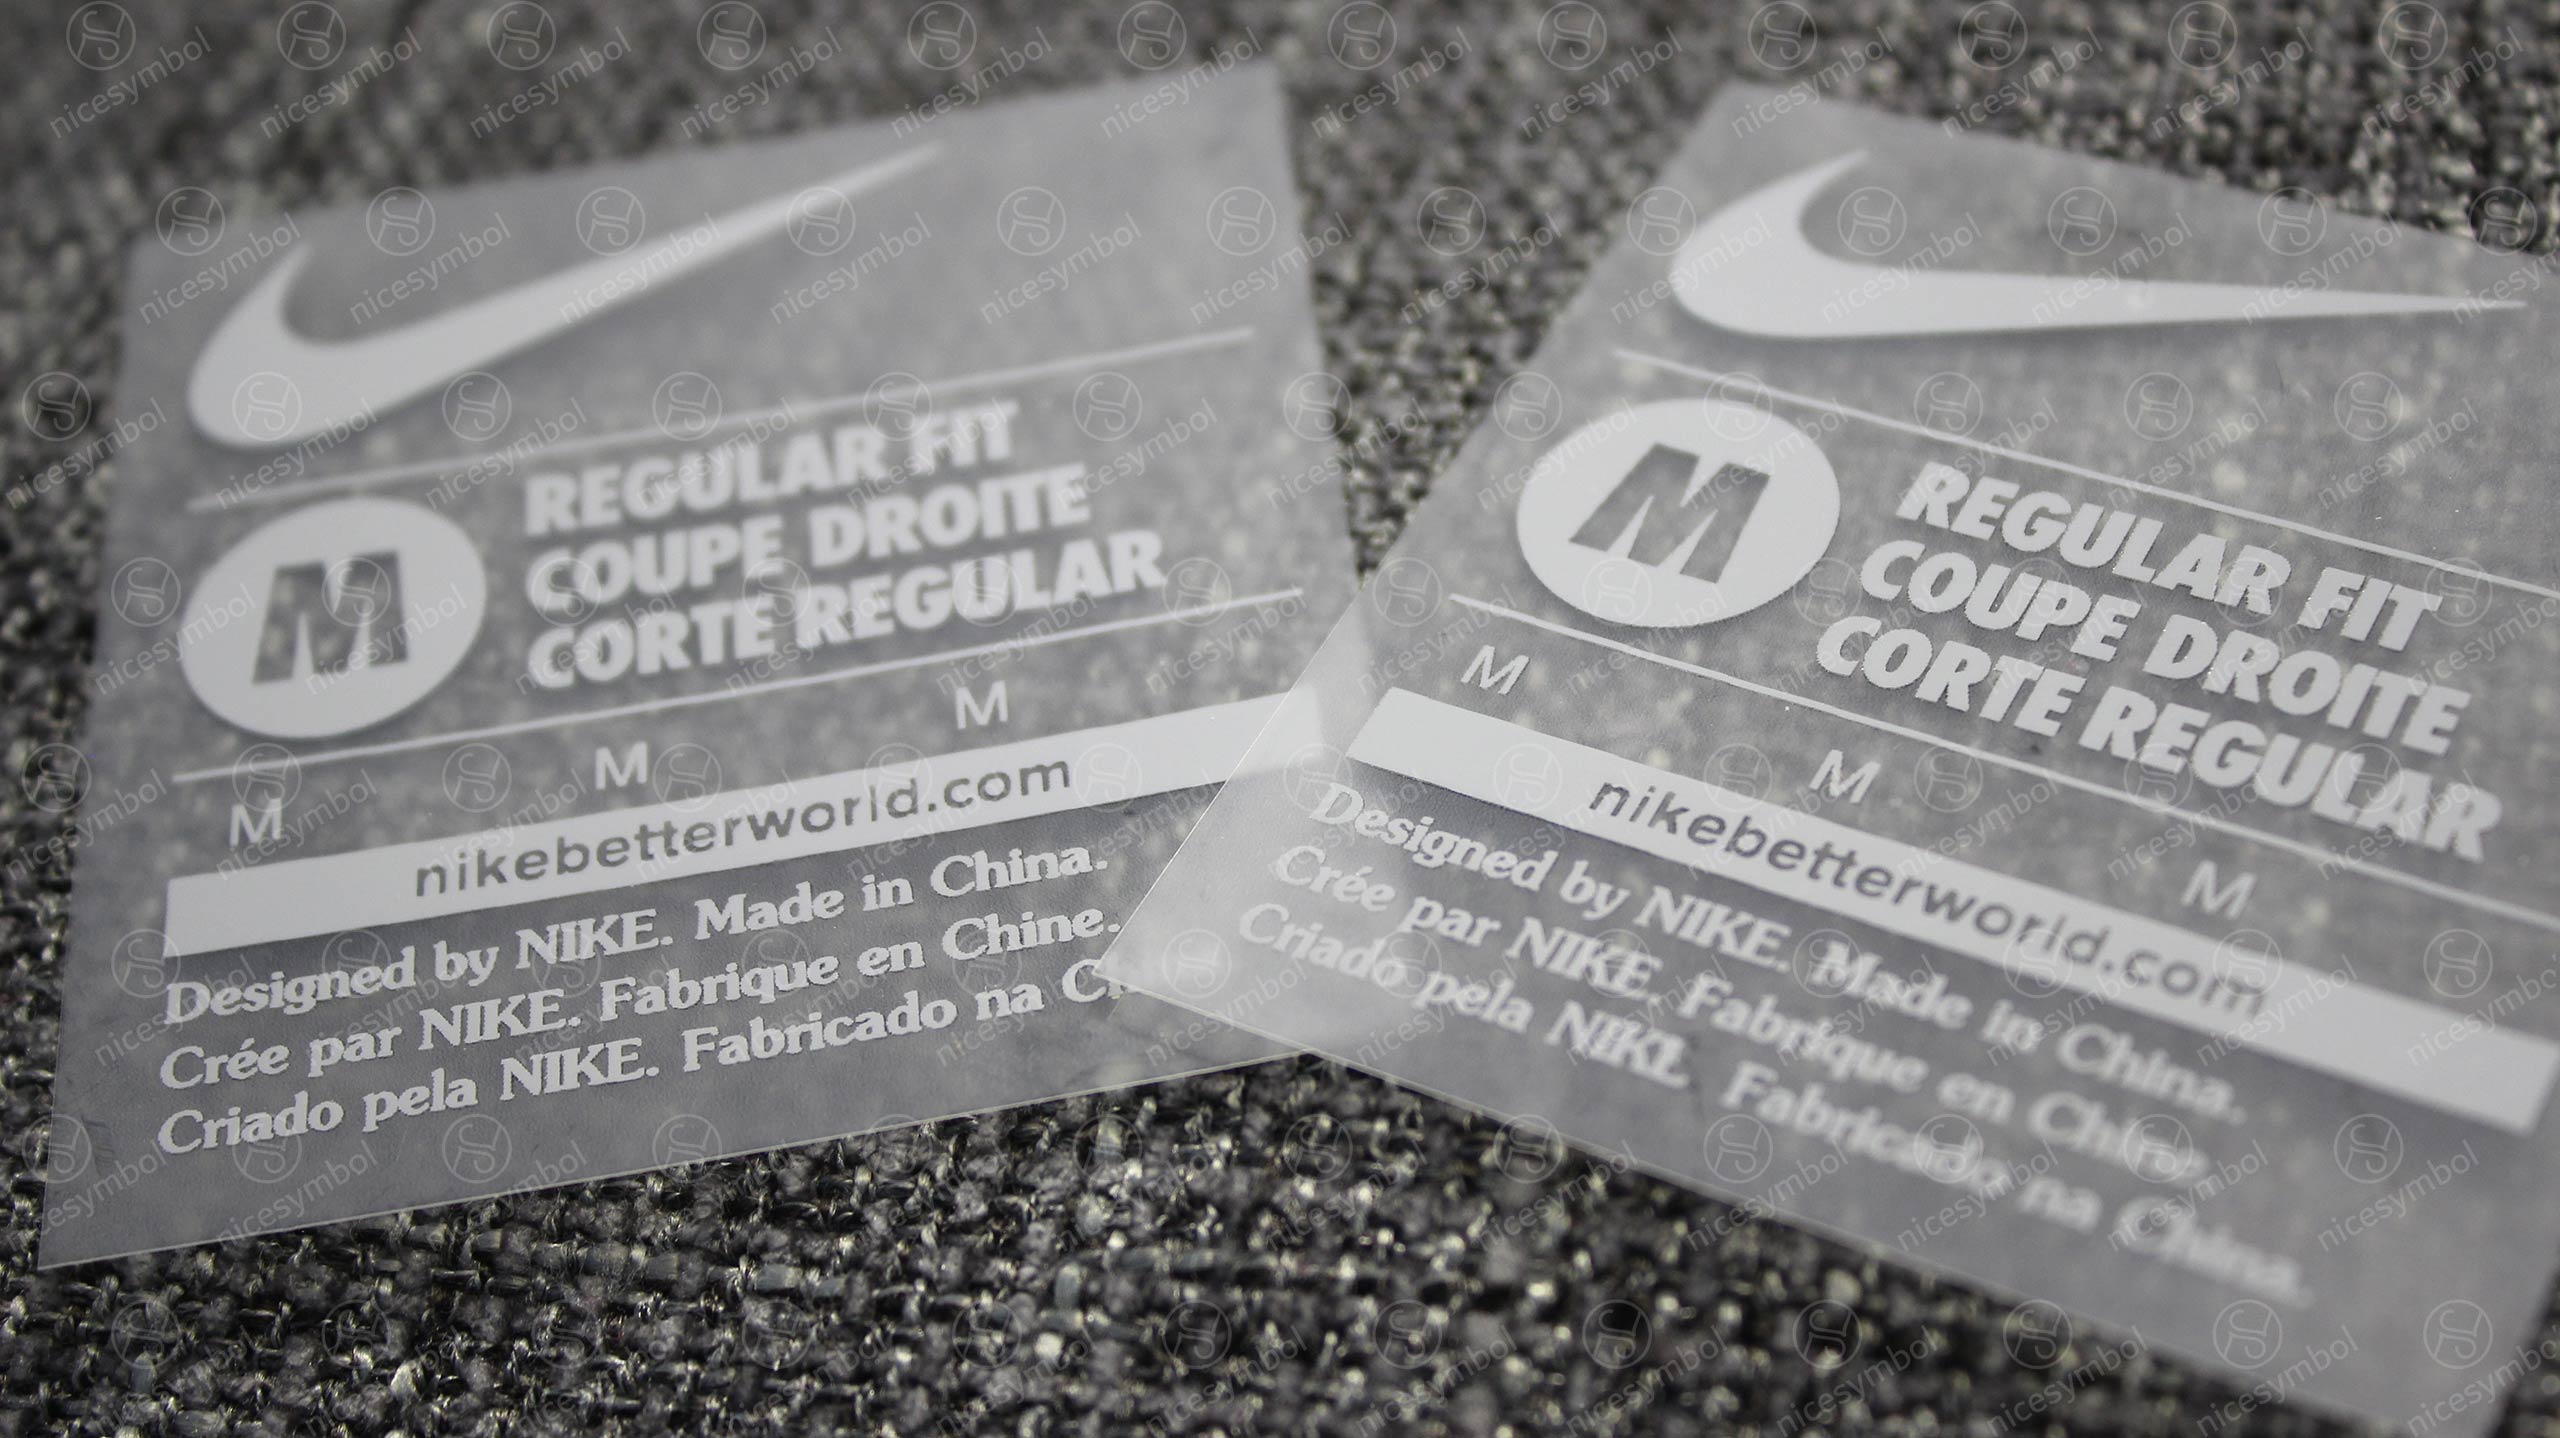 M
REGULAR FIT
COUPE DROITE
CORTE REGULAR
M M M
nikebetterworld.com
Designed by NIKE. Made in China.
Crée par NIKE. Fabrique en Chine.
Criado pela NIKE. Fabricado na
M
REGULAR FIT
COUPE DROITE
CORTE REGULAR
M M M
nikebetterworld.com
Designed by NIKE. Made in China.
Crée par NIKE. Fabrique en Chine.
Criado pela NIKE. Fabricado na China.
nicesymbol